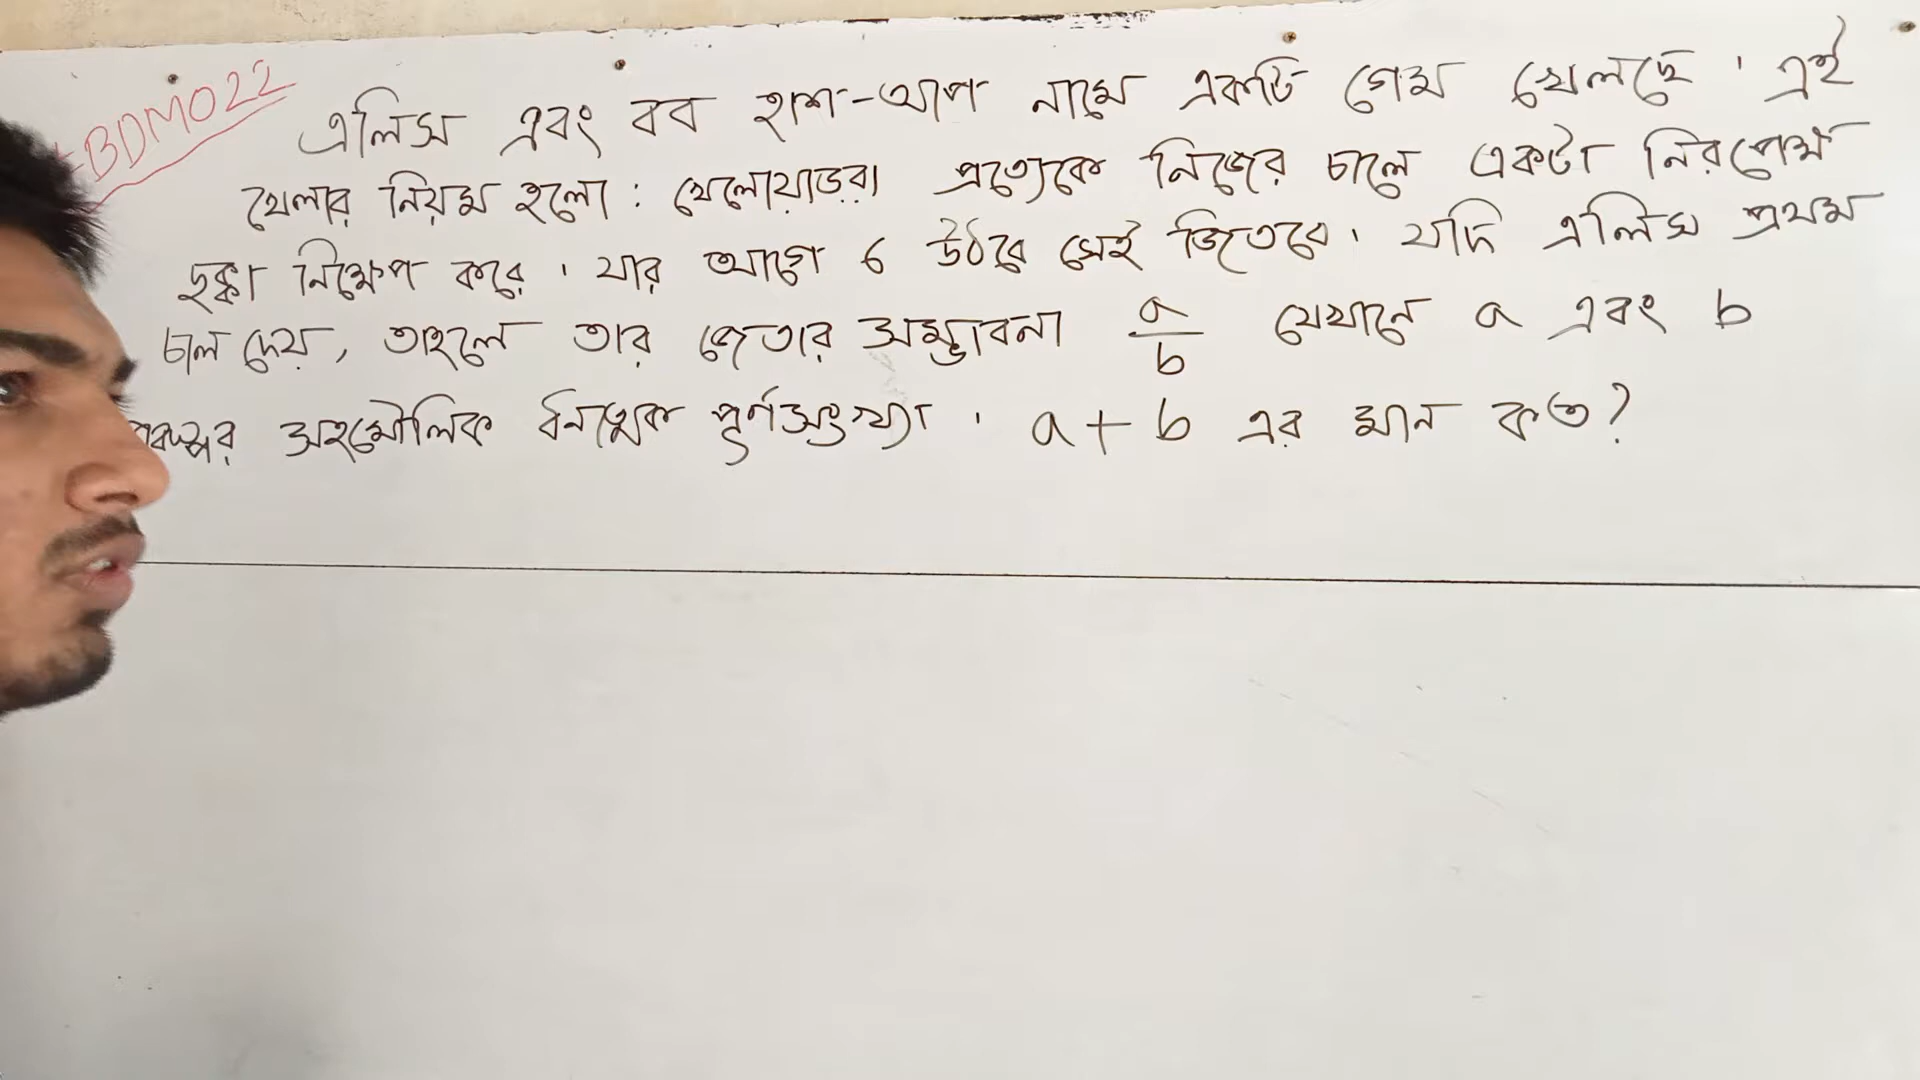 BDMO22
এলিস এবং বব হাশ-আপ নামে একটি গেম খেলছে। এই
খেলার নিয়ম হলো: খেলোয়াড়রা প্রত্যেকে নিজের চালে একটা নিরপেক্ষ
ছক্কা নিক্ষেপ করে। যার আগে 6 উঠবে সেই জিতবে। যদি এলিস প্রথম
চাল দেয়, তাহলে তার জেতার সম্ভাবনা a/b যেখানে a এবং b
সহমৌলিক ধনাত্মক পূর্ণসংখ্যা। a+b এর মান কত?